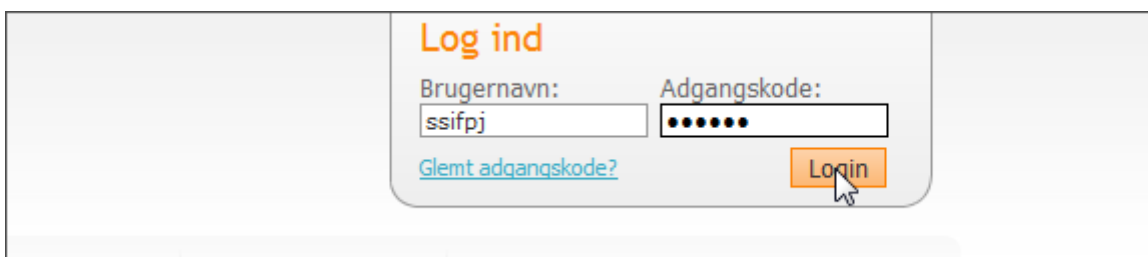 Log ind
Brugernavn: Adgangskode:
ssifpj ••••••
Glemt adgangskode? Login